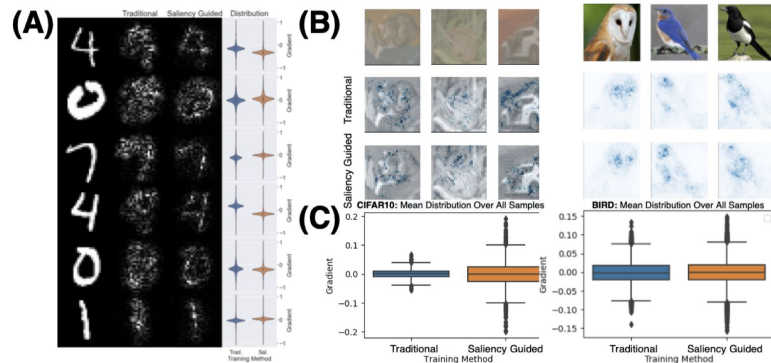 (A)
Traditional Saliency Guided Distribution
Gradient
1
0
-1
Trad. Sal.
Training Method
(B)
Traditional
Saliency Guided
(C)
CIFAR10: Mean Distribution Over All Samples
Gradient
0.2
0.1
0.0
−0.1
−0.2
Traditional Saliency Guided
Training Method
BIRD: Mean Distribution Over All Samples
Gradient
0.15
0.10
0.05
0.00
−0.05
−0.10
−0.15
Traditional Saliency Guided
Training Method